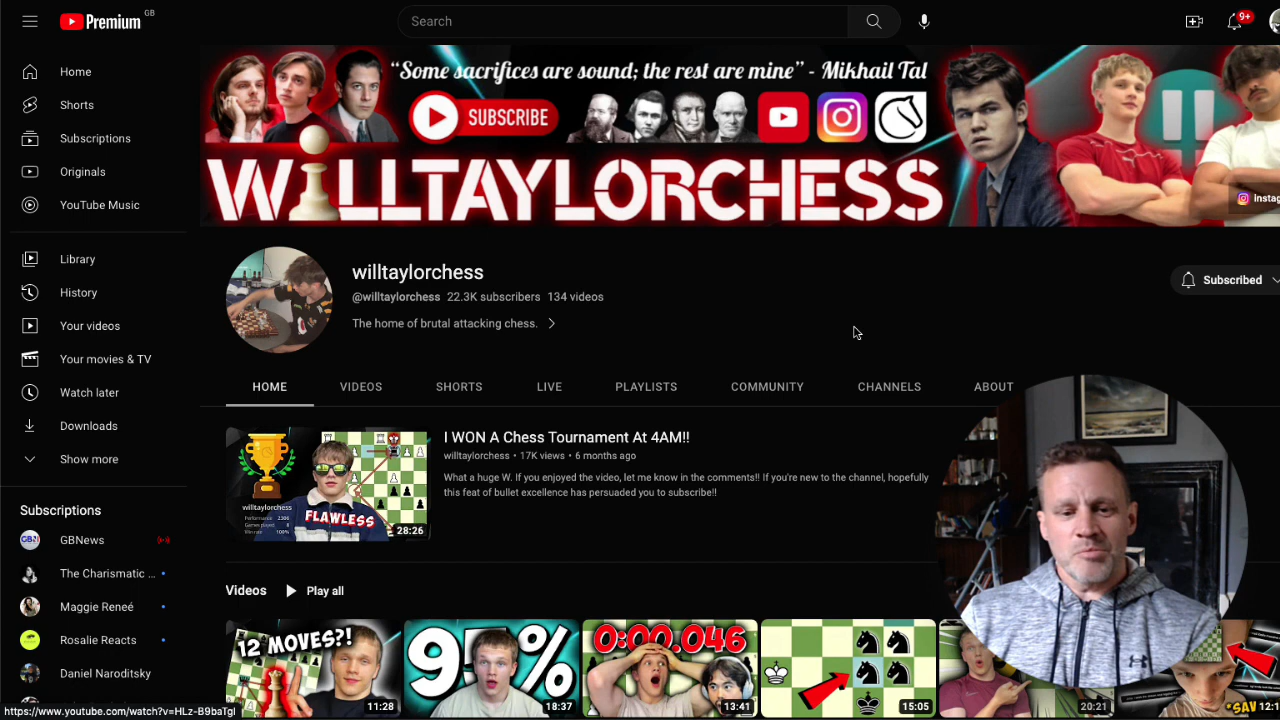 Premium GB
Search
9+
Home
Shorts
Subscriptions
Originals
YouTube Music
Library
History
Your videos
Your movies & TV
Watch later
Downloads
Show more
Subscriptions
GBN
GBNews
The Charismatic ...
Maggie Reneé
Rosalie Reacts
Daniel Naroditsky
https://www.youtube.com/watch?v=HLz-B9baTgI
“Some sacrifices are sound; the rest are mine” - Mikhail Tal
SUBSCRIBE
WILLTAYLORCHESS
willtaylorchess
@willtaylorchess 22.3K subscribers 134 videos
The home of brutal attacking chess.
Subscribed
HOME VIDEOS SHORTS LIVE PLAYLISTS COMMUNITY CHANNELS ABOUT
willtaylorchess
FLAWLESS
28:26
I WON A Chess Tournament At 4AM!!
willtaylorchess • 17K views • 6 months ago
What a huge W. If you enjoyed the video, let me know in the comments!! If you're new to the channel, hopefully
this feat of bullet excellence has persuaded you to subscribe!!
Videos Play all
12 MOVES?!
11:28
95%
18:37
0:00.046
13:41
15:05
20:21